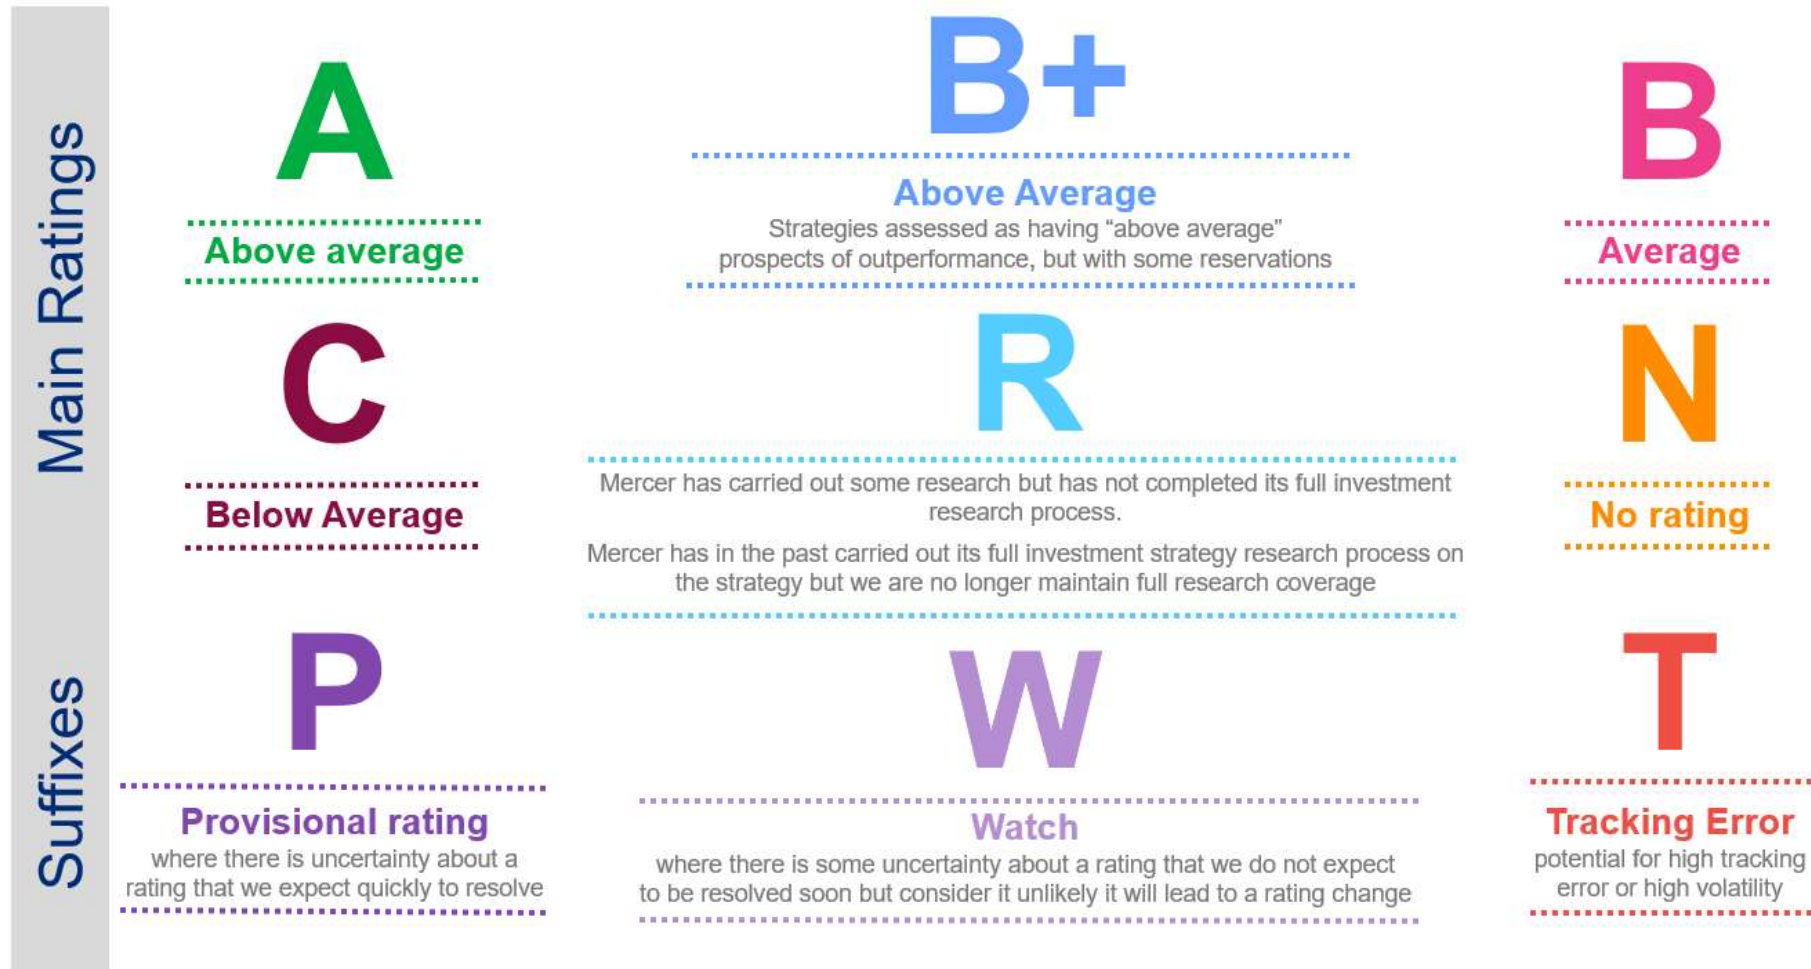 Main Ratings
A
Above average
B+
Above Average
Strategies assessed as having “above average”
prospects of outperformance, but with some reservations
B
Average
C
Below Average
R
Mercer has carried out some research but has not completed its full investment
research process.
Mercer has in the past carried out its full investment strategy research process on
the strategy but we are no longer maintain full research coverage
N
No rating
Suffixes
P
Provisional rating
where there is uncertainty about a
rating that we expect quickly to resolve
W
Watch
where there is some uncertainty about a rating that we do not expect
to be resolved soon but consider it unlikely it will lead to a rating change
T
Tracking Error
potential for high tracking
error or high volatility